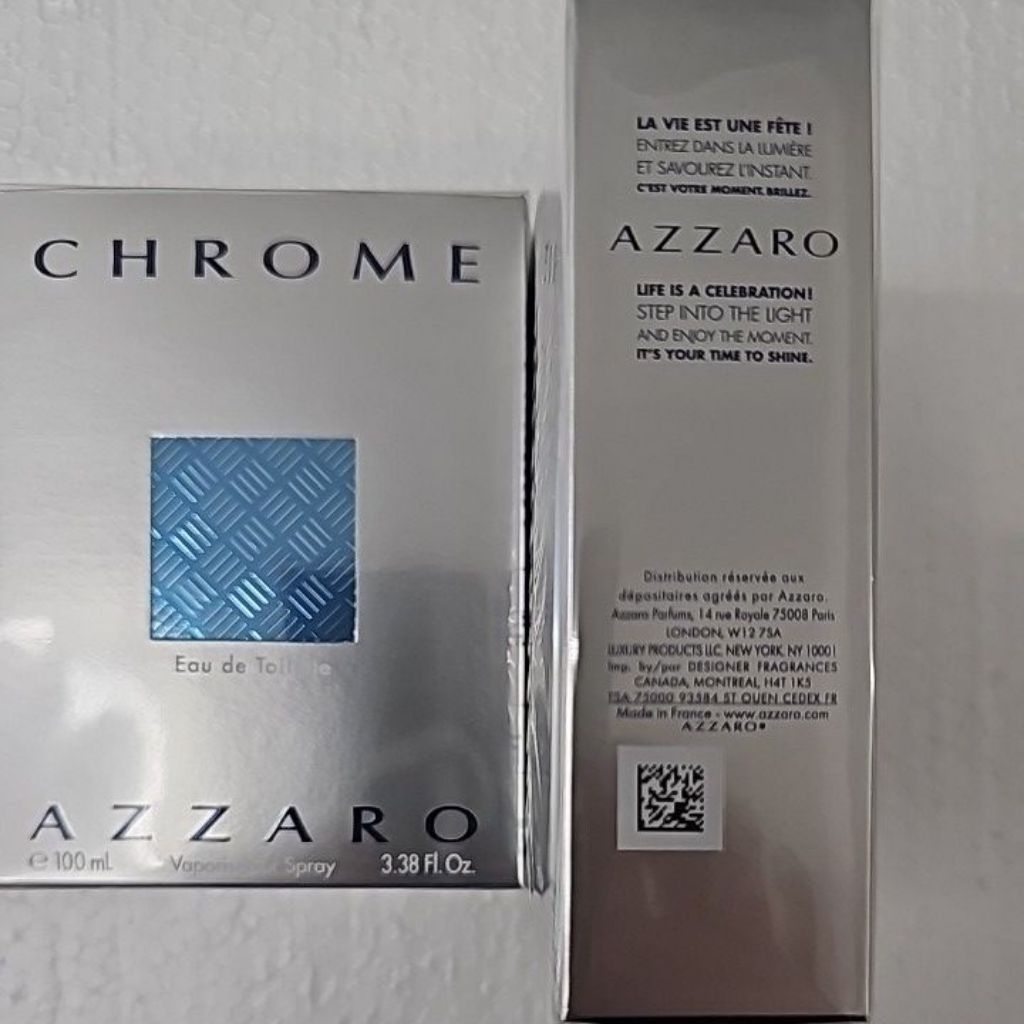 CHROME
Eau de Toilette
AZZARO
e 100 ml Vaporisateur Spray 3.38 Fl. Oz.
LA VIE EST UNE FÊTE !
ENTREZ DANS LA LUMIÈRE
ET SAVOUREZ L'INSTANT.
C'EST VOTRE MOMENT. BRILLEZ.
AZZARO
LIFE IS A CELEBRATION!
STEP INTO THE LIGHT
AND ENJOY THE MOMENT.
IT'S YOUR TIME TO SHINE.
Distribution réservée aux
dépositaires agréés par Azzaro.
Azzaro Parfums, 14 rue Royale 75008 Paris
LONDON, W12 7SA
LUXURY PRODUCTS LLC, NEW YORK, NY 10001
Imp. by/par DESIGNER FRAGRANCES
CANADA, MONTREAL, H4T 1K5
TSA 75000 93584 ST OUEN CEDEX FR
Made in France - www.azzaro.com
AZZARO®